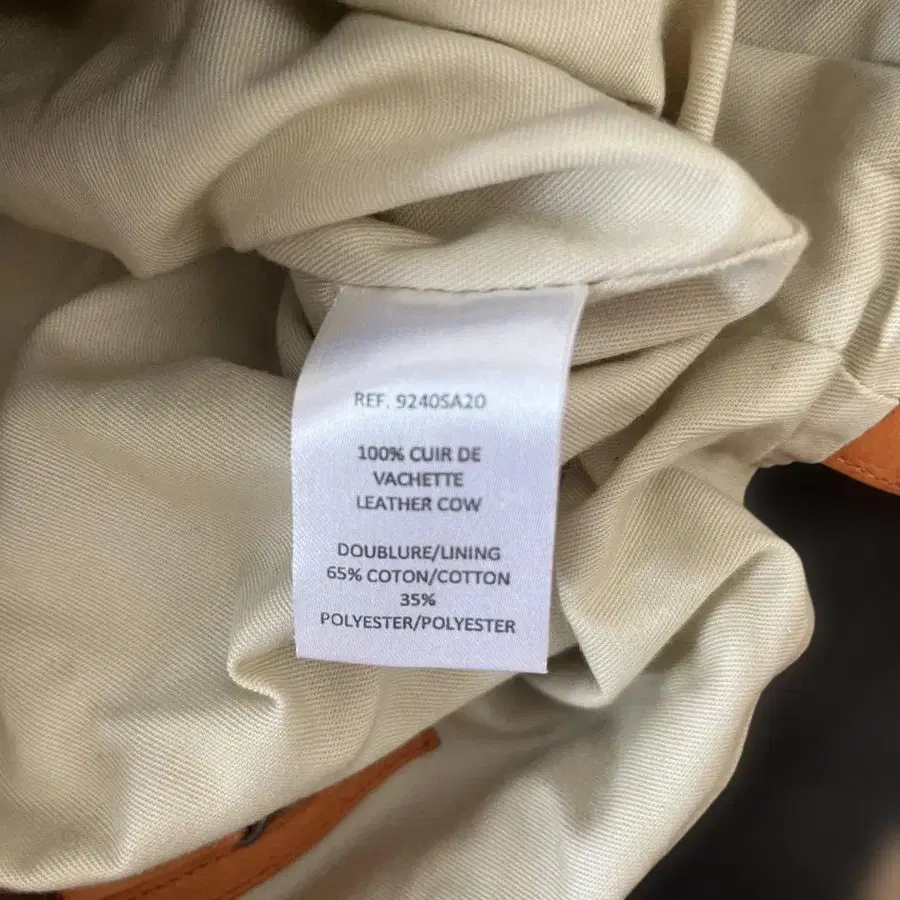 REF. 9240SA20
100% CUIR DE
VACHETTE
LEATHER COW
DOUBLURE/LINING
65% COTON/COTTON
35%
POLYESTER/POLYESTER